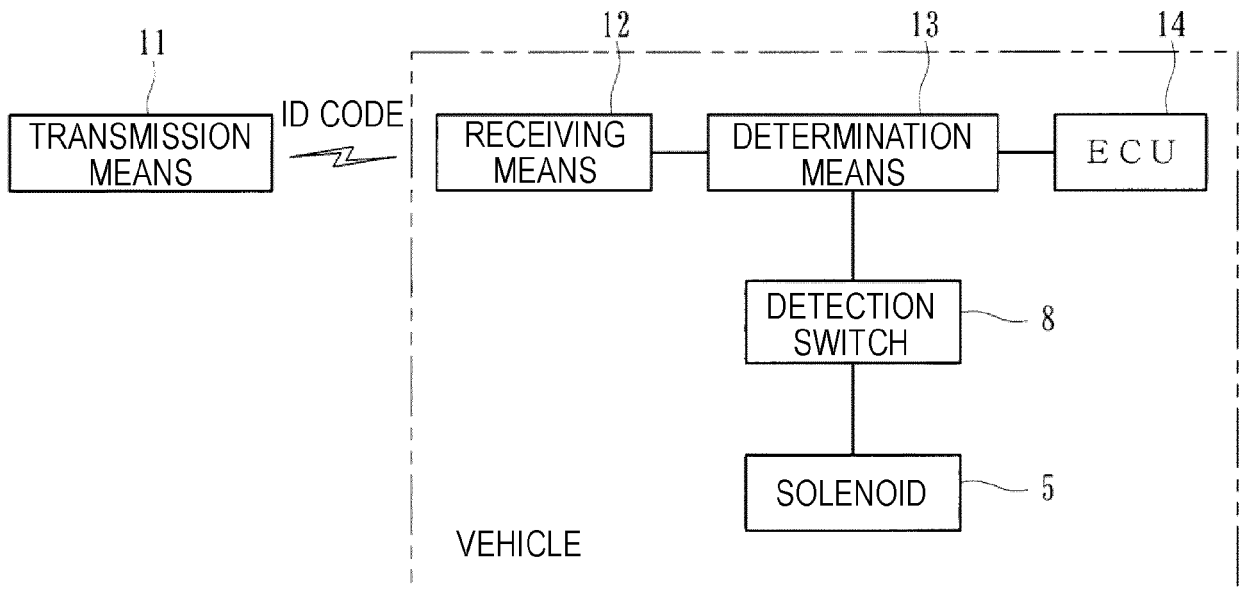 11
12
13
14
ID CODE
TRANSMISSION
MEANS
RECEIVING
MEANS
DETERMINATION
MEANS
ECU
DETECTION
SWITCH
8
SOLENOID
5
VEHICLE